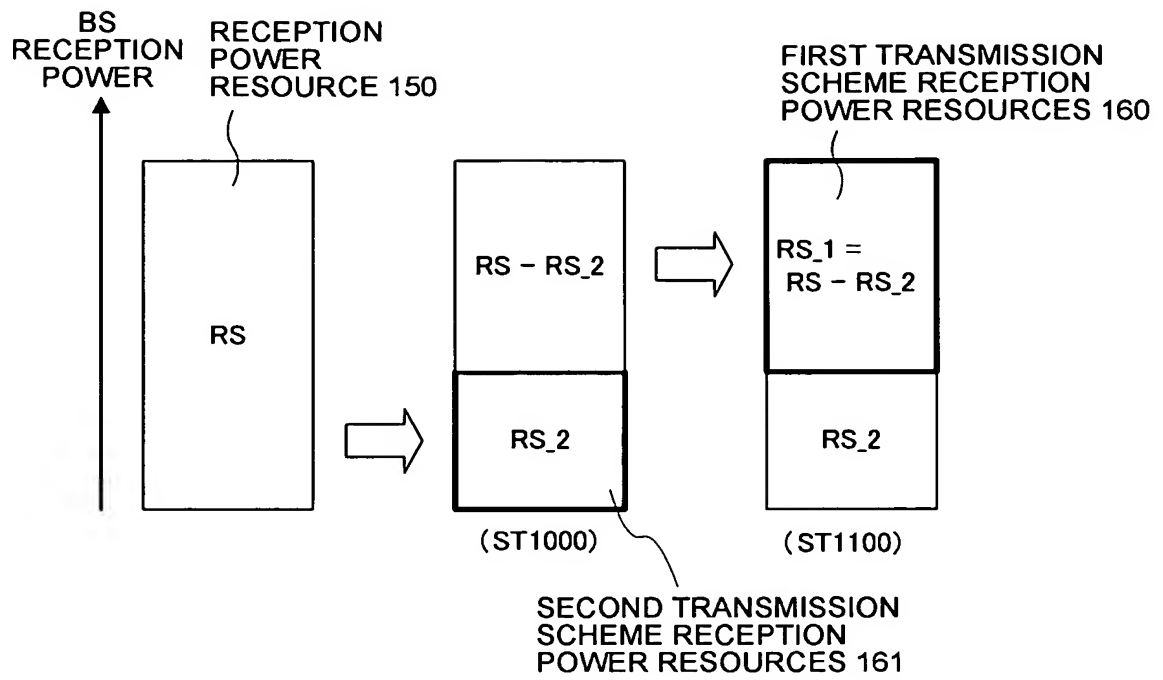 BS
RECEPTION
POWER
RECEPTION
POWER
RESOURCE 150
FIRST TRANSMISSION
SCHEME RECEPTION
POWER RESOURCES 160
RS
RS – RS_2
RS_2
(ST1000)
RS_1 =
RS – RS_2
RS_2
(ST1100)
SECOND TRANSMISSION
SCHEME RECEPTION
POWER RESOURCES 161